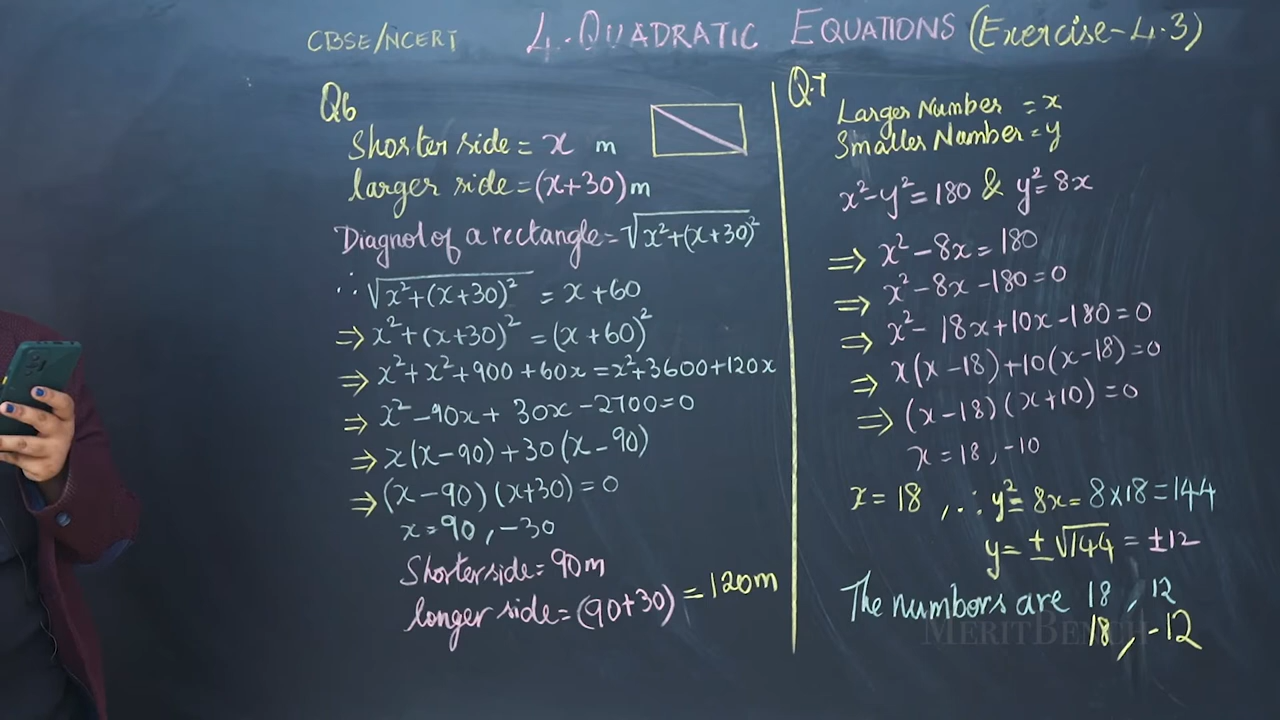 CBSE/NCERT 4. QUADRATIC EQUATIONS (Exercise-4.3)
Q6
Shorter side = x m
larger side = (x+30) m
Diagnol of a rectangle = √x²+(x+30)²
∴ √x²+(x+30)² = x+60
⇒ x²+(x+30)² = (x+60)²
⇒ x²+x²+900+60x = x²+3600+120x
⇒ x²-90x+30x-2700=0
⇒ x(x-90)+30(x-90)
⇒ (x-90)(x+30)=0
x=90,-30
Shorter side = 90m
longer side = (90+30) = 120m
Q.7
Larger Number = x
Smaller Number = y
x²-y²=180 & y²=8x
⇒ x²-8x=180
⇒ x²-8x-180=0
⇒ x²-18x+10x-180=0
⇒ x(x-18)+10(x-18)=0
⇒ (x-18)(x+10)=0
x=18,-10
x=18, ∴ y²=8x=8×18=144
y=±√144=±12
The numbers are 18, 12
18, -12
MERITBENCH